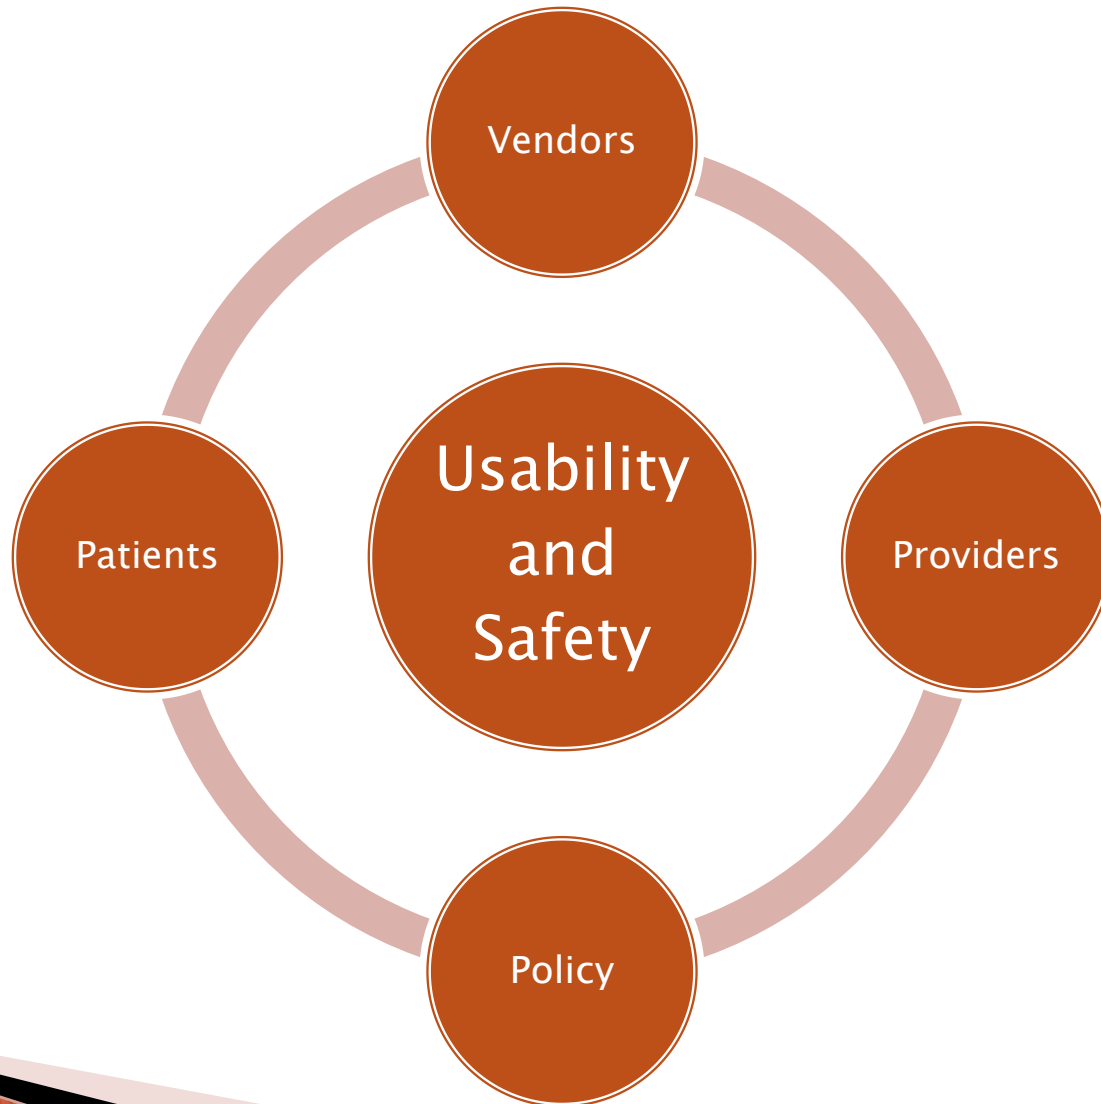 Vendors
Usability
and
Safety
Patients
Providers
Policy